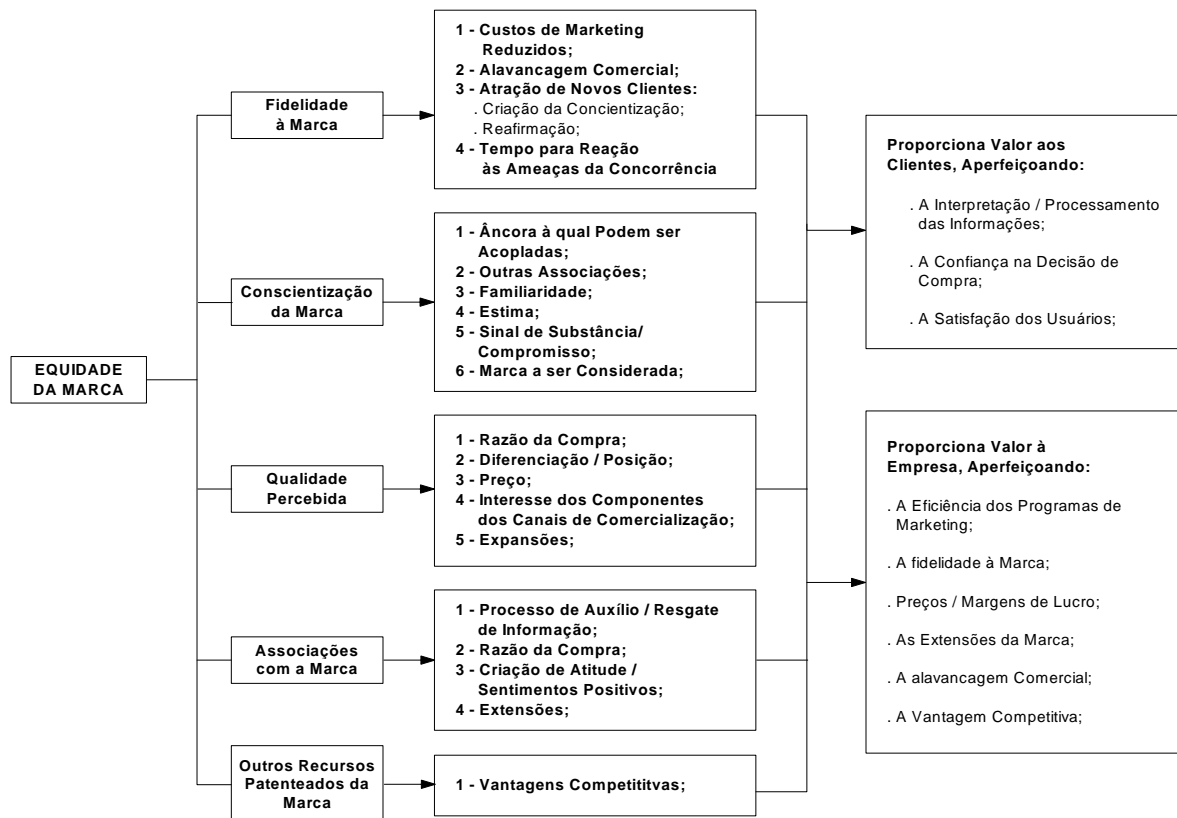 EQUIDADE
DA MARCA
Fidelidade
à Marca
1 - Custos de Marketing
Reduzidos;
2 - Alavancagem Comercial;
3 - Atração de Novos Clientes:
. Criação da Concientização;
. Reafirmação;
4 - Tempo para Reação
às Ameaças da Concorrência
Conscientização
da Marca
1 - Âncora à qual Podem ser
Acopladas;
2 - Outras Associações;
3 - Familiaridade;
4 - Estima;
5 - Sinal de Substância/
Compromisso;
6 - Marca a ser Considerada;
Qualidade
Percebida
1 - Razão da Compra;
2 - Diferenciação / Posição;
3 - Preço;
4 - Interesse dos Componentes
dos Canais de Comercialização;
5 - Expansões;
Associações
com a Marca
1 - Processo de Auxílio / Resgate
de Informação;
2 - Razão da Compra;
3 - Criação de Atitude /
Sentimentos Positivos;
4 - Extensões;
Outros Recursos
Patenteados da
Marca
1 - Vantagens Competititvas;
Proporciona Valor aos
Clientes, Aperfeiçoando:
. A Interpretação / Processamento
das Informações;
. A Confiança na Decisão de
Compra;
. A Satisfação dos Usuários;
Proporciona Valor à
Empresa, Aperfeiçoando:
. A Eficiência dos Programas de
Marketing;
. A fidelidade à Marca;
. Preços / Margens de Lucro;
. As Extensões da Marca;
. A alavancagem Comercial;
. A Vantagem Competitiva;